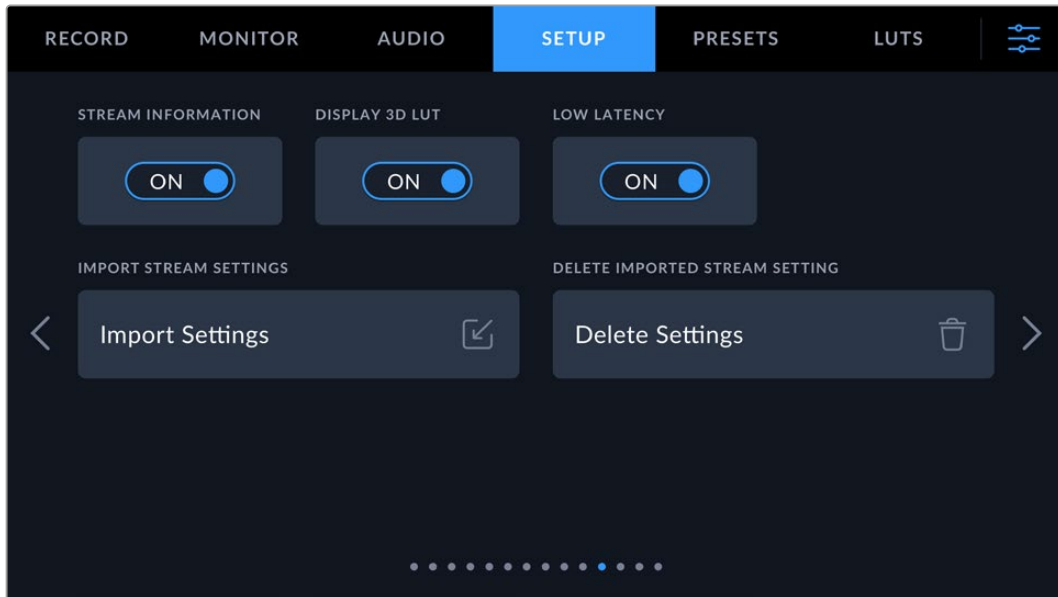 RECORD MONITOR AUDIO SETUP PRESETS LUTS
STREAM INFORMATION DISPLAY 3D LUT LOW LATENCY
ON ON ON
IMPORT STREAM SETTINGS DELETE IMPORTED STREAM SETTING
Import Settings Delete Settings